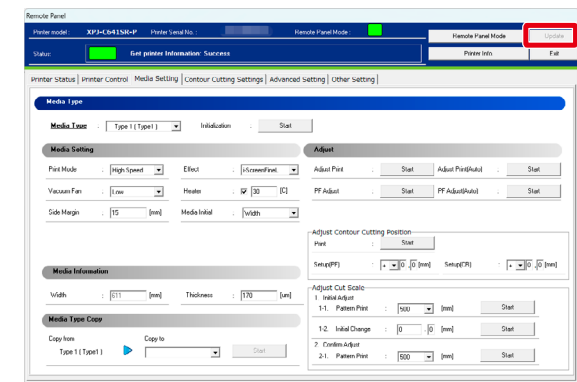 Remote Panel
Printer model : XPJ-C641SR-P Printer Serial No. : Remote Panel Mode :
Remote Panel Mode Update
Status: Get printer Information: Success
Printer Info. Exit
Printer Status Printer Control Media Setting Contour Cutting Settings Advanced Setting Other Setting
Media Type
Media Type : Type 1 ( Type1 ) Initialization : Start
Media Setting
Adjust
Print Mode : High Speed Effect : i-ScreenFineL
Adjust Print : Start Adjust Print(Auto) : Start
Vacuum Fan : Low Heater : 30 [C]
PF Adjust : Start PF Adjust(Auto) : Start
Side Margin : 15 [mm] Media Initial : Width
Adjust Contour Cutting Position
Print : Start
Setup(PF) : + 0 . 0 [mm] Setup(CR) : + 0 . 0 [mm]
Media Information
Width : 611 [mm] Thickness : 170 [um]
Adjust Cut Scale
1. Initial Adjust
1-1. Pattern Print : 500 [mm] Start
Media Type Copy
1-2. Initial Change : 0 . 0 [mm] Start
Copy from Copy to
Type 1 ( Type1 ) Start
2. Confirm Adjust
2-1. Pattern Print : 500 [mm] Start